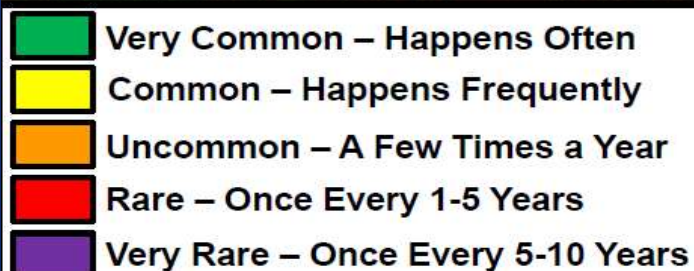 Very Common – Happens Often
Common – Happens Frequently
Uncommon – A Few Times a Year
Rare – Once Every 1-5 Years
Very Rare – Once Every 5-10 Years